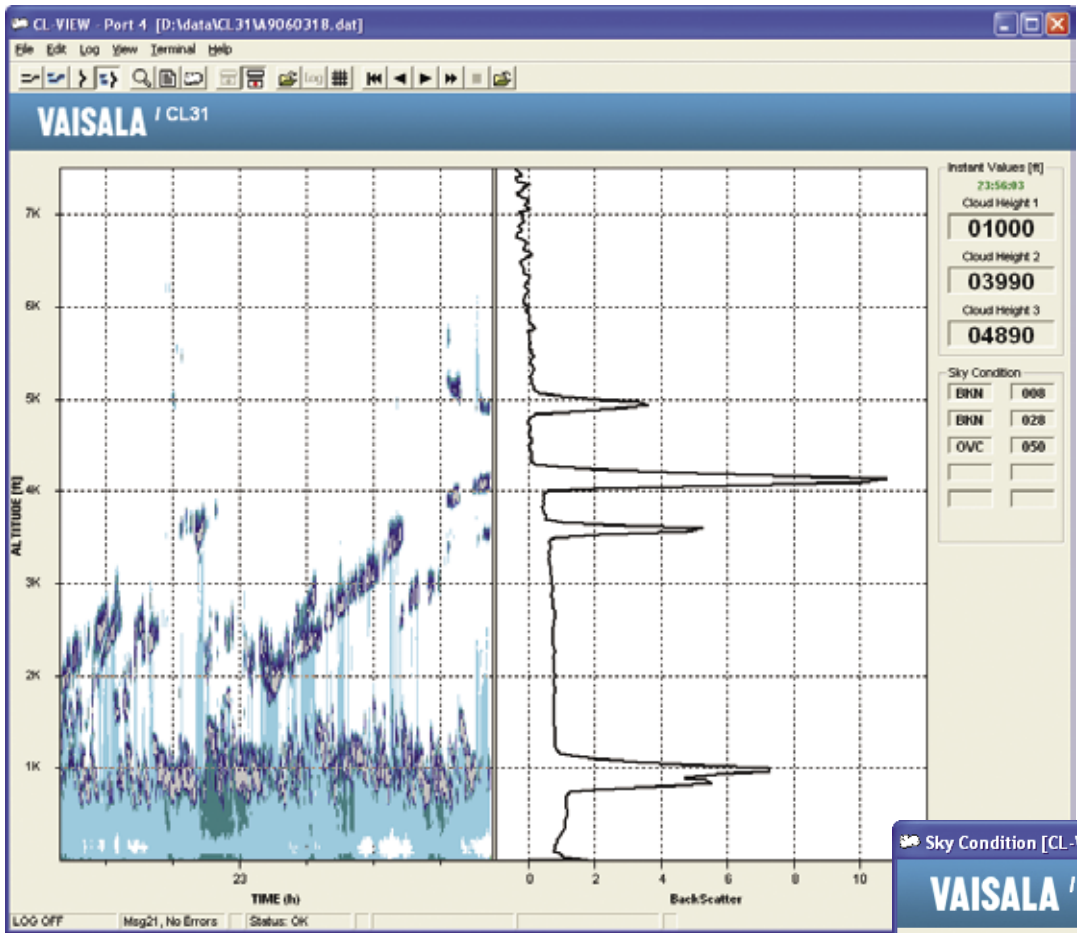 CL-VIEW - Port 4 [D:\data\CL31\A9060318.dat]
File Edit Log View Terminal Help
Log
VAISALA / CL31
Instant Values [ft]
23:56:03
Cloud Height 1
01000
Cloud Height 2
03990
Cloud Height 3
04890
Sky Condition
BKN 008
BKN 028
OVC 050
7K
6K
5K
4K
3K
2K
1K
ALTITUDE [ft]
23
TIME (h)
0 2 4 6 8 10
BackScatter
LOG OFF Msg21, No Errors Status: OK
Sky Condition [CL-V
VAISALA /